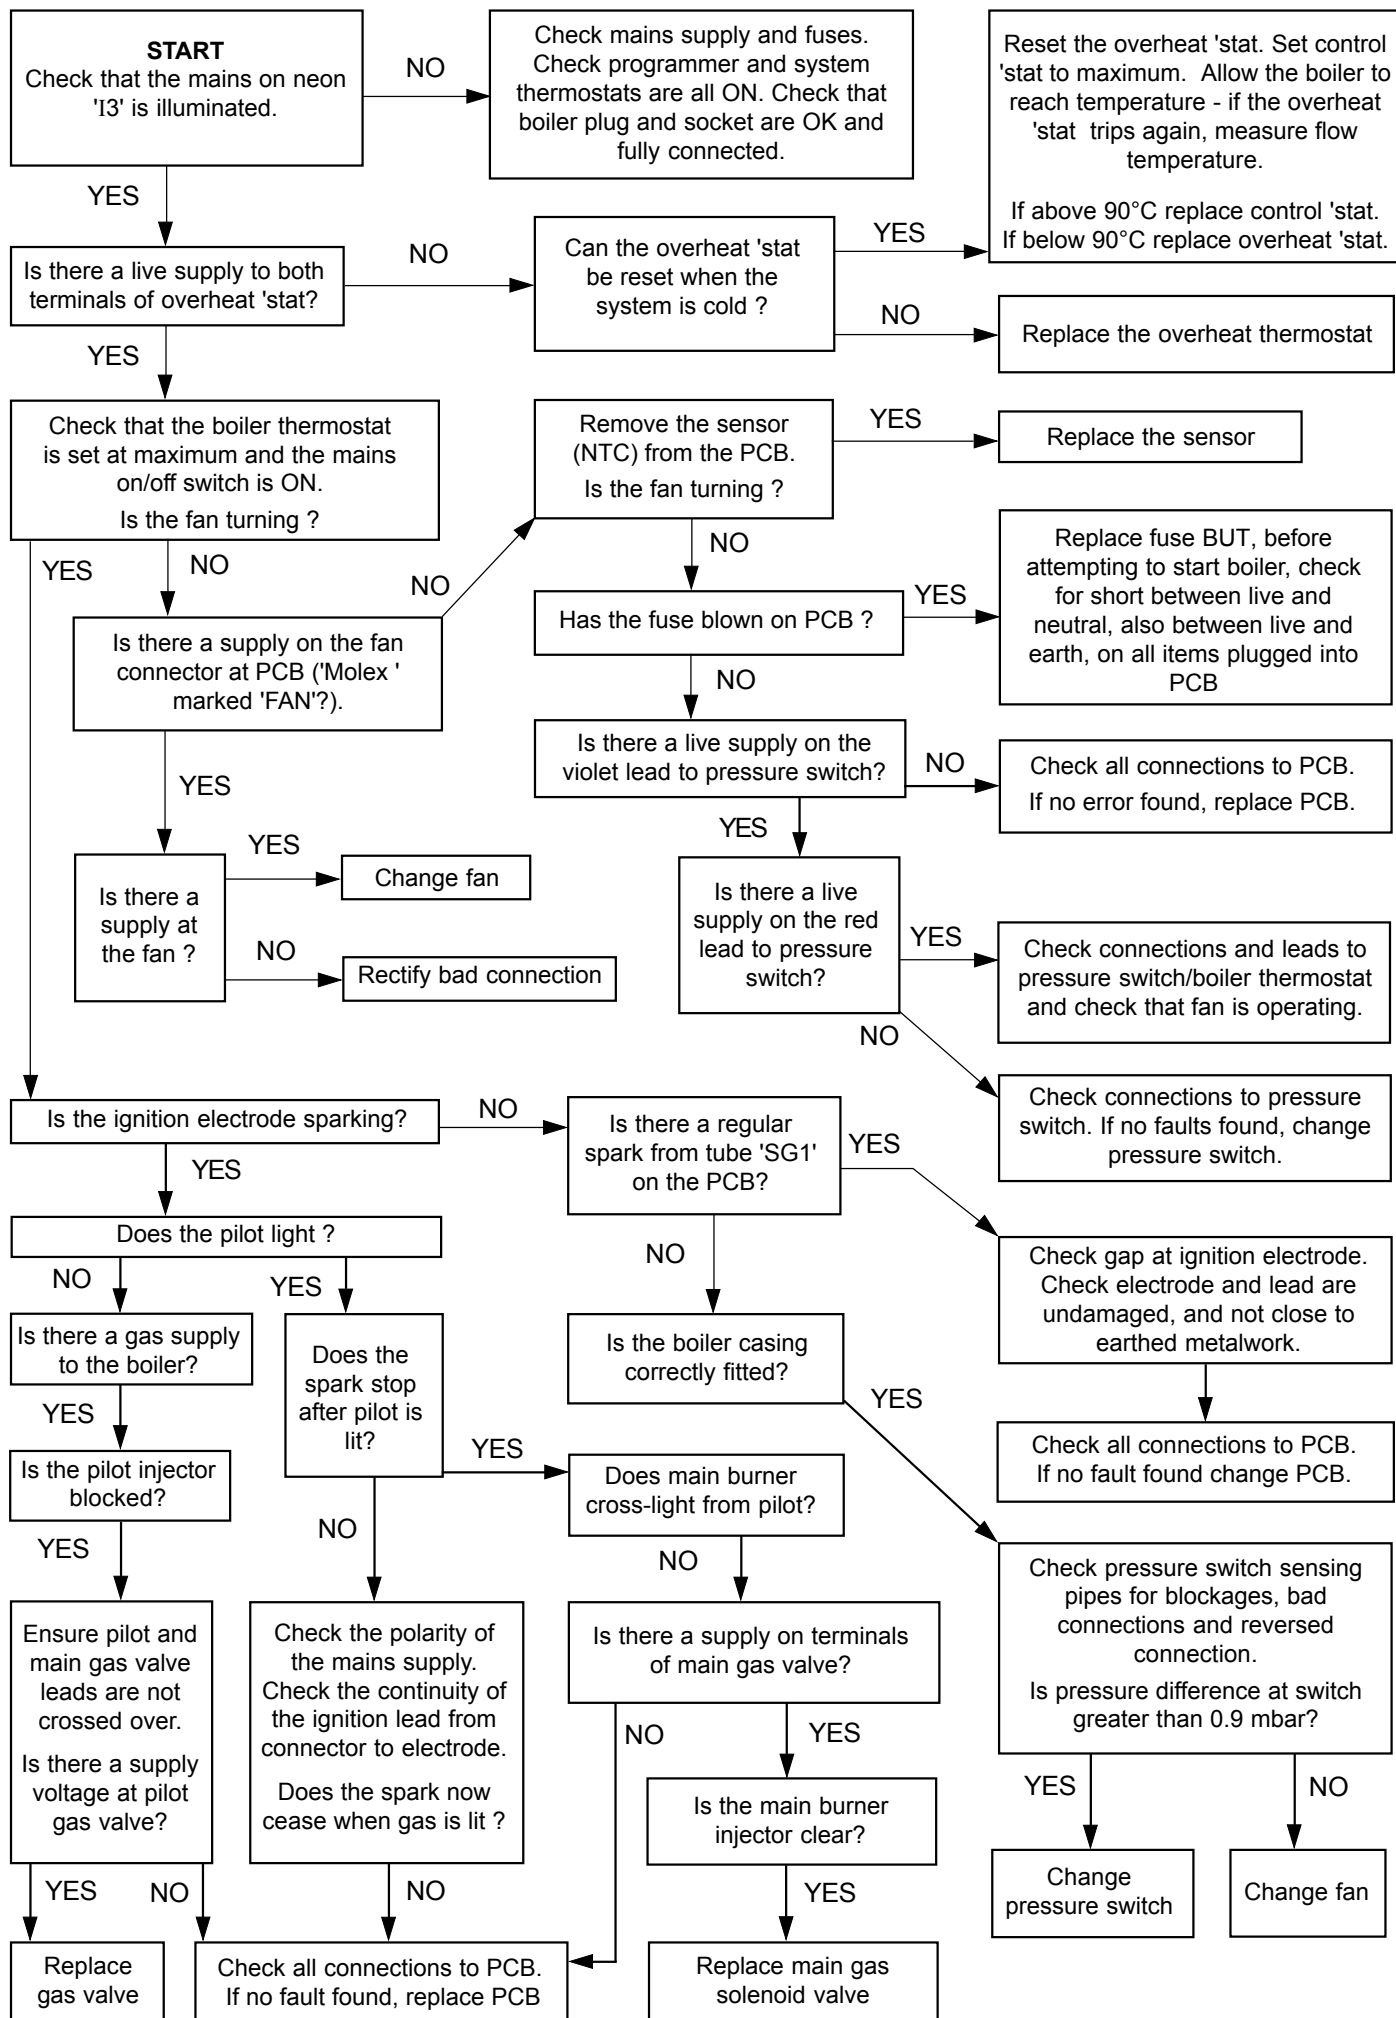 START
Check that the mains on neon
'I3' is illuminated.
NO
Check mains supply and fuses.
Check programmer and system
thermostats are all ON. Check that
boiler plug and socket are OK and
fully connected.
Reset the overheat 'stat. Set control
'stat to maximum. Allow the boiler to
reach temperature - if the overheat
'stat trips again, measure flow
temperature.
If above 90°C replace control 'stat.
If below 90°C replace overheat 'stat.
YES
Is there a live supply to both
terminals of overheat 'stat?
NO
Can the overheat 'stat
be reset when the
system is cold ?
YES
NO
Replace the overheat thermostat
YES
Check that the boiler thermostat
is set at maximum and the mains
on/off switch is ON.
Is the fan turning ?
Remove the sensor
(NTC) from the PCB.
Is the fan turning ?
YES
Replace the sensor
YES
NO
NO
NO
Is there a supply on the fan
connector at PCB ('Molex '
marked 'FAN'?).
Has the fuse blown on PCB ?
YES
Replace fuse BUT, before
attempting to start boiler, check
for short between live and
neutral, also between live and
earth, on all items plugged into
PCB
NO
Is there a live supply on the
violet lead to pressure switch?
NO
Check all connections to PCB.
If no error found, replace PCB.
YES
YES
Is there a
supply at
the fan ?
YES
Change fan
NO
Rectify bad connection
Is there a live
supply on the red
lead to pressure
switch?
YES
Check connections and leads to
pressure switch/boiler thermostat
and check that fan is operating.
NO
Check connections to pressure
switch. If no faults found, change
pressure switch.
Is the ignition electrode sparking?
NO
Is there a regular
spark from tube 'SG1'
on the PCB?
YES
YES
Does the pilot light ?
NO
Check gap at ignition electrode.
Check electrode and lead are
undamaged, and not close to
earthed metalwork.
NO
YES
Is there a gas supply
to the boiler?
Does the
spark stop
after pilot is
lit?
Is the boiler casing
correctly fitted?
YES
Check all connections to PCB.
If no fault found change PCB.
YES
Is the pilot injector
blocked?
YES
Does main burner
cross-light from pilot?
YES
NO
NO
Check pressure switch sensing
pipes for blockages, bad
connections and reversed
connection.
Is pressure difference at switch
greater than 0.9 mbar?
Ensure pilot and
main gas valve
leads are not
crossed over.
Is there a supply
voltage at pilot
gas valve?
Check the polarity of
the mains supply.
Check the continuity of
the ignition lead from
connector to electrode.
Does the spark now
cease when gas is lit ?
Is there a supply on terminals
of main gas valve?
NO
YES
Is the main burner
injector clear?
YES
NO
Change
pressure switch
Change fan
YES
NO
NO
YES
Replace
gas valve
Check all connections to PCB.
If no fault found, replace PCB
Replace main gas
solenoid valve